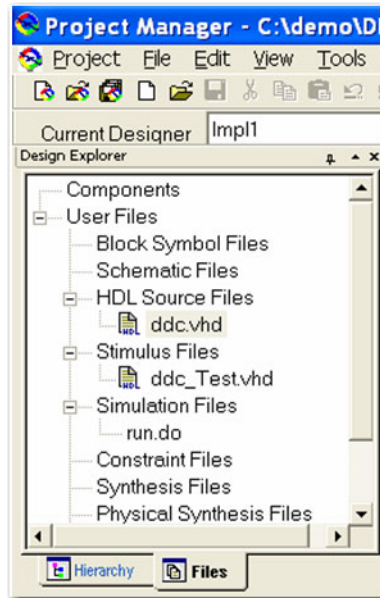 Project Manager - C:\demo\D
Project File Edit View Tools
Current Designer Impl1
Design Explorer
Components
User Files
Block Symbol Files
Schematic Files
HDL Source Files
HDL ddc.vhd
Stimulus Files
HDL ddc_Test.vhd
Simulation Files
run.do
Constraint Files
Synthesis Files
Physical Synthesis Files
Hierarchy Files